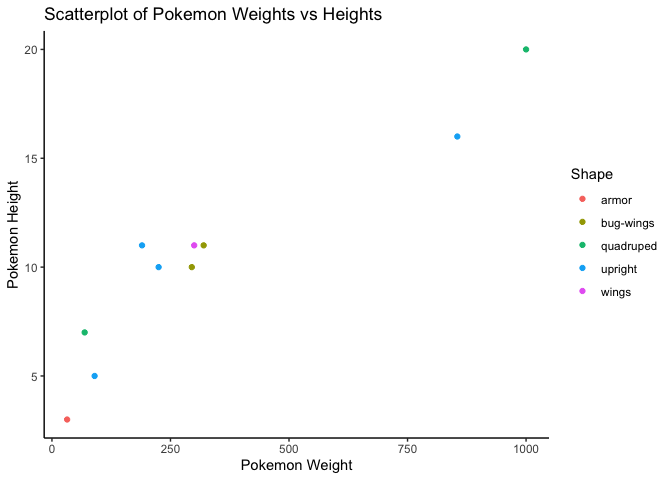 Scatterplot of Pokemon Weights vs Heights
20
15
10
5
Pokemon Height
0
250
500
750
1000
Pokemon Weight
Shape
armor
bug-wings
quadruped
upright
wings